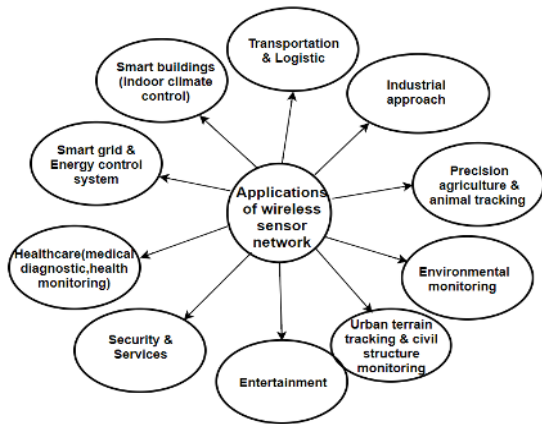 Transportation
& Logistic
Smart buildings
(indoor climate
control)
Industrial
approach
Smart grid &
Energy control
system
Precision
agriculture &
animal tracking
Applications
of wireless
sensor
network
Healthcare(medical
diagnostic,health
monitoring)
Environmental
monitoring
Security &
Services
Urban terrain
tracking & civil
structure
monitoring
Entertainment